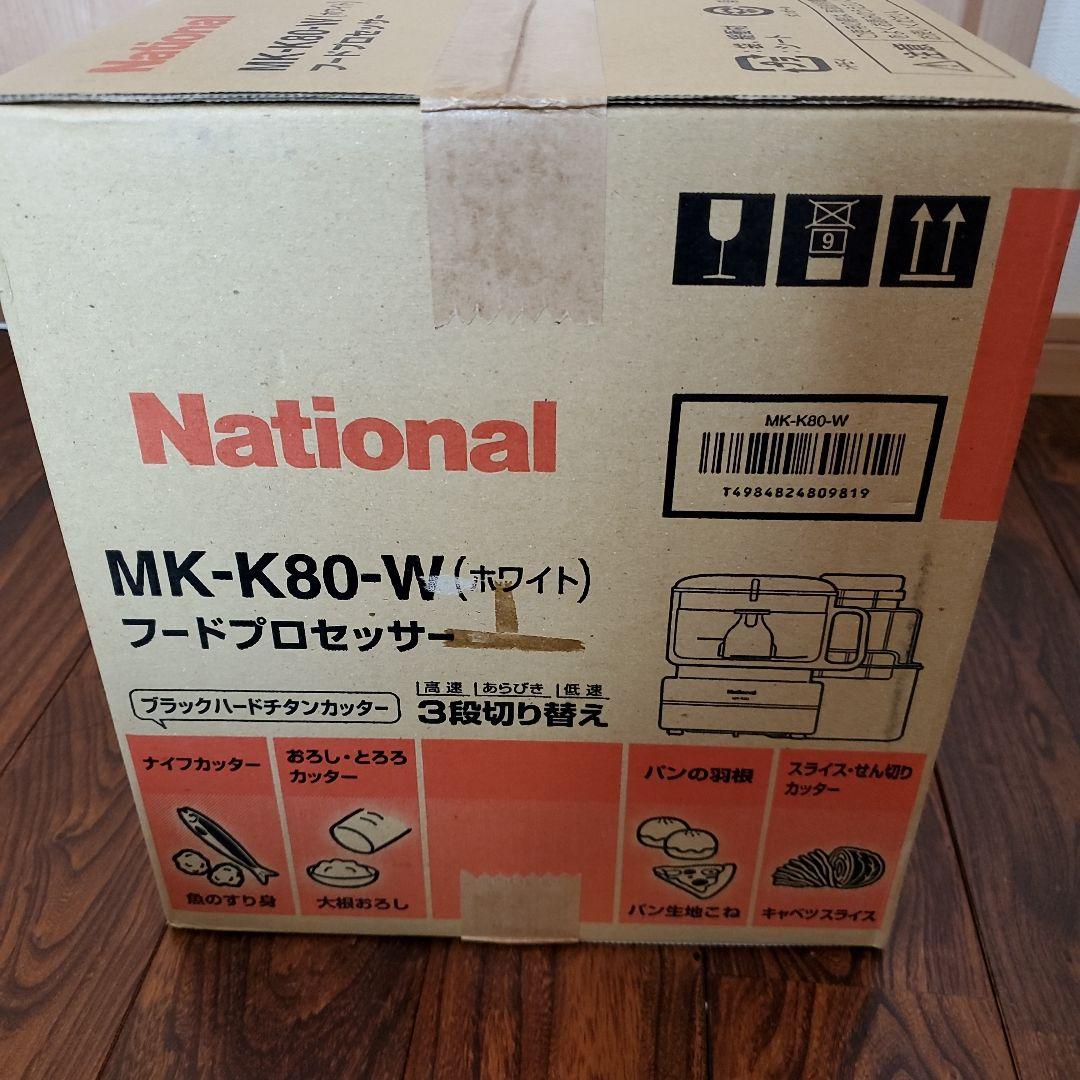 National
MK-K80-W(ホワイト)
フードプロセッサー
9
National
MK-K80-W
T4984824809819
MK-K80-W(ホワイト)
フードプロセッサー
National
ブラックハードチタンカッター
高速 あらびき 低速
3段切り替え
ナイフカッター
魚のすり身
おろし・とろろ
カッター
大根おろし
パンの羽根
パン生地こね
スライス・せん切り
カッター
キャベツスライス